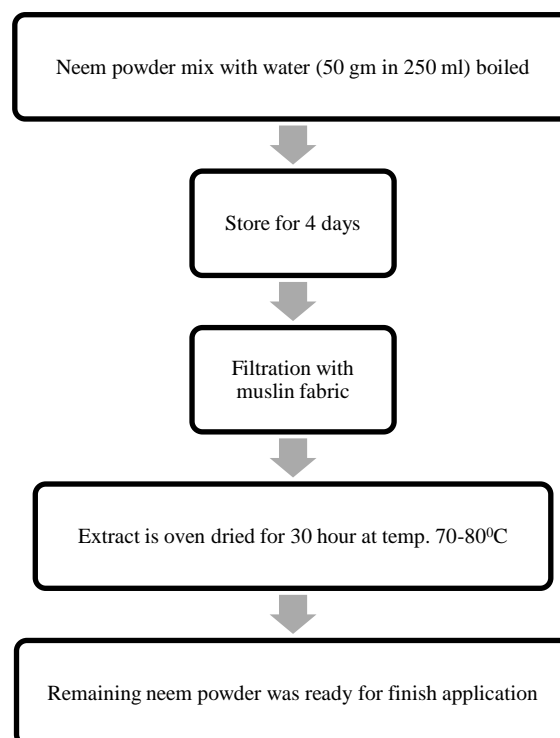 Neem powder mix with water (50 gm in 250 ml) boiled
Store for 4 days
Filtration with
muslin fabric
Extract is oven dried for 30 hour at temp. 70-80⁰C
Remaining neem powder was ready for finish application